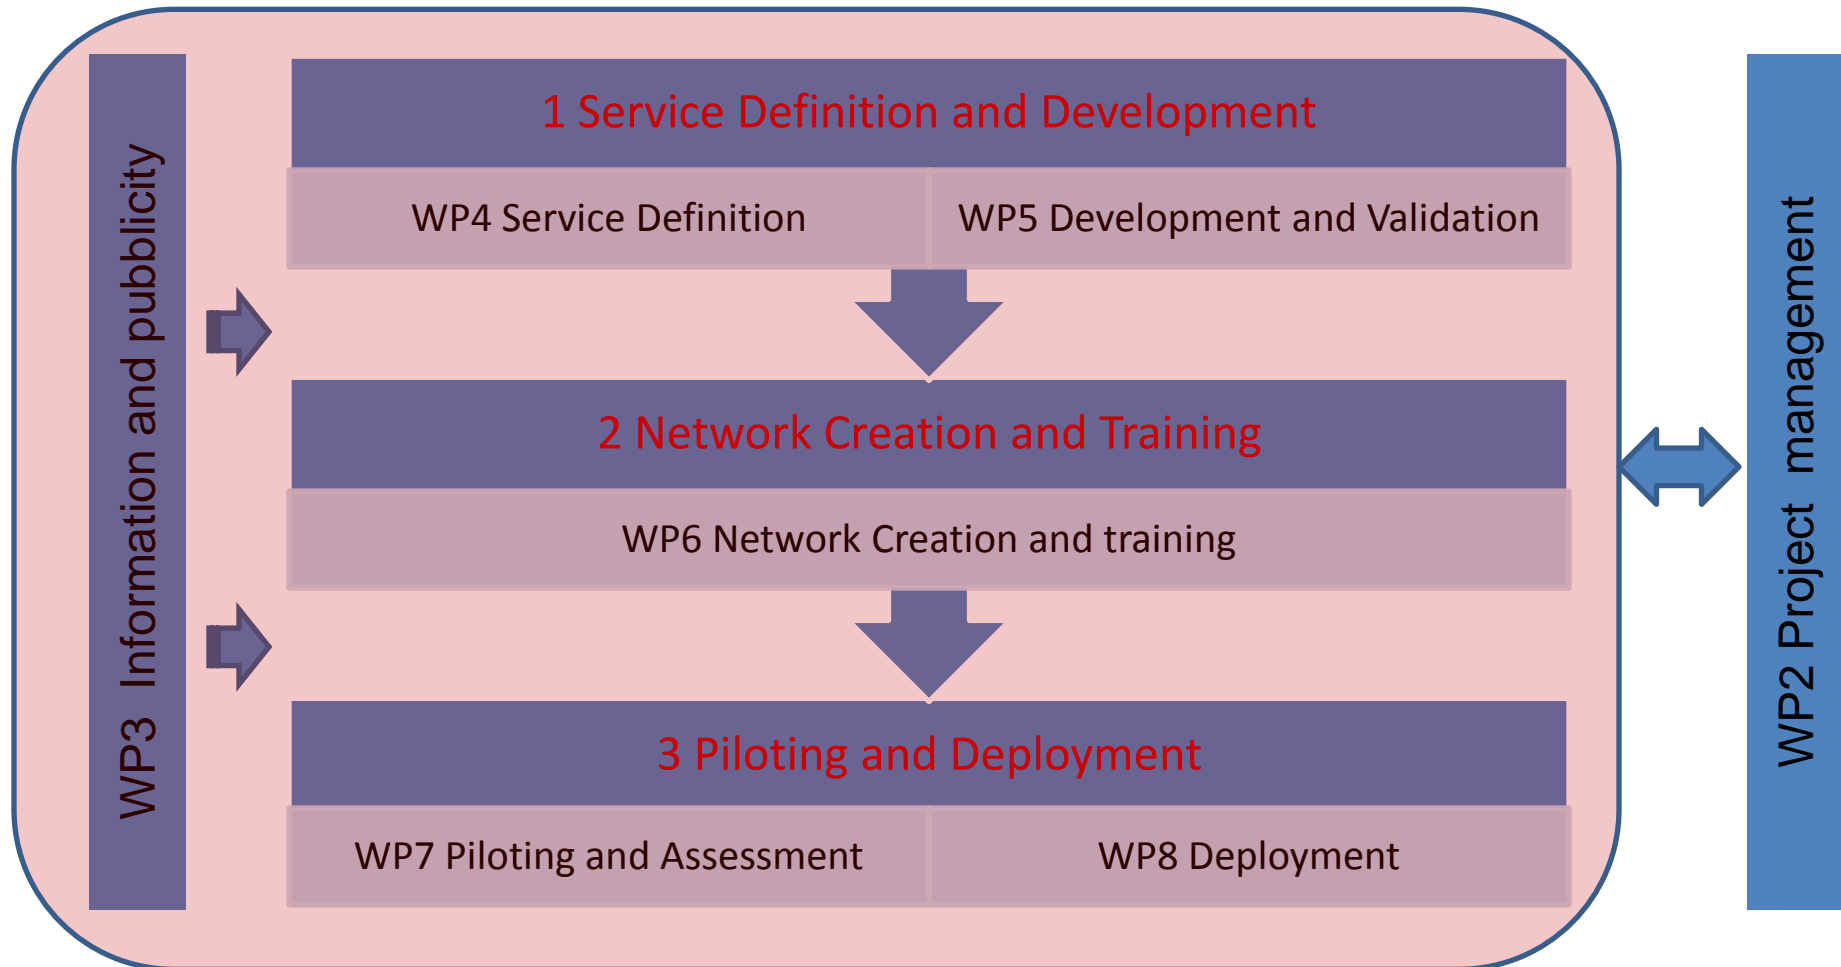 WP3 Information and pubblicity
1 Service Definition and Development
WP4 Service Definition
WP5 Development and Validation
2 Network Creation and Training
WP6 Network Creation and training
3 Piloting and Deployment
WP7 Piloting and Assessment
WP8 Deployment
WP2 Project management